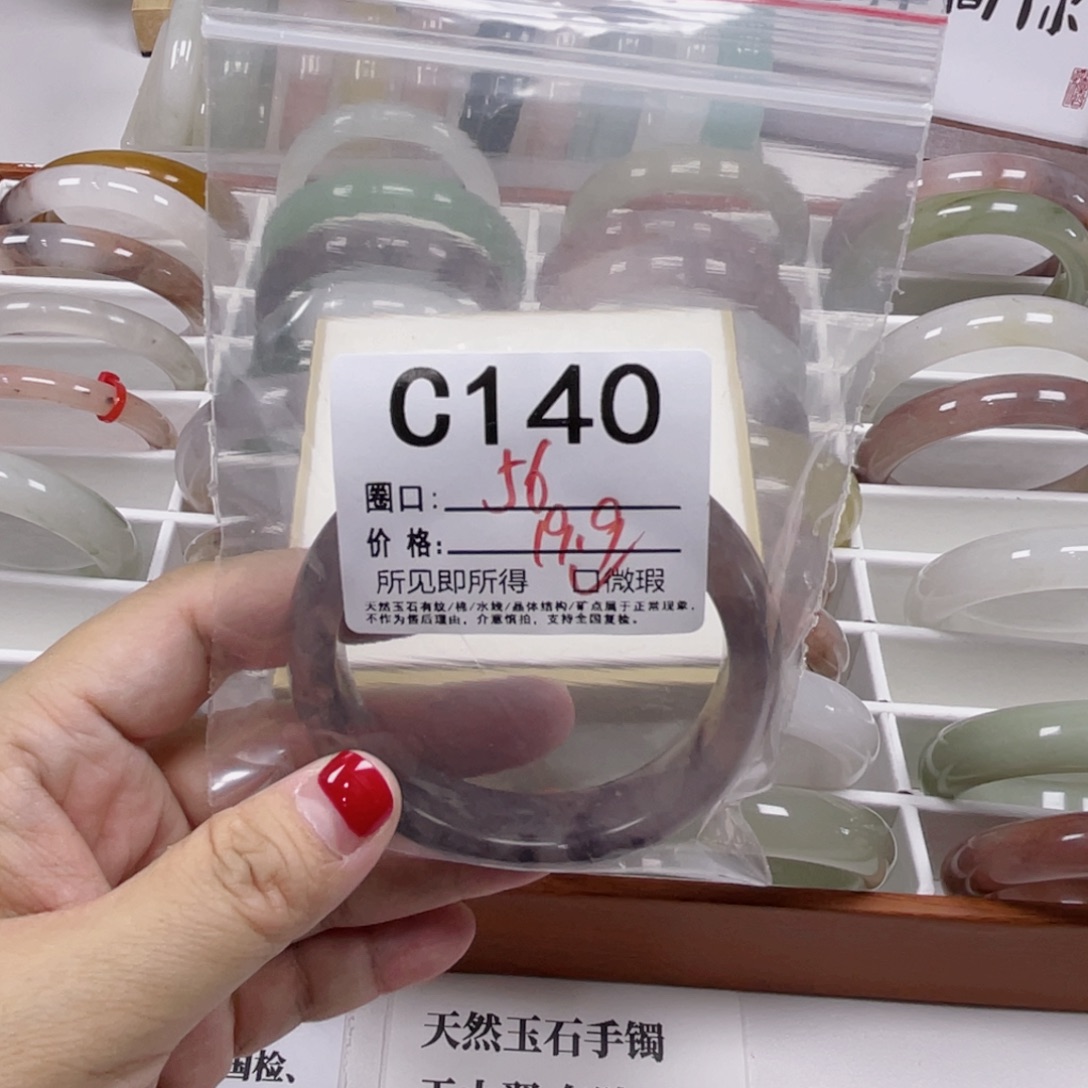 C140
圈口: 56
价格: 19.9
所见即所得 口微瑕
天然玉石有纹/棉/水线/晶体结构/矿点属于正常现象,
不作为售后理由, 介意慎拍, 支持全国复检。
天然玉石手镯
国检、